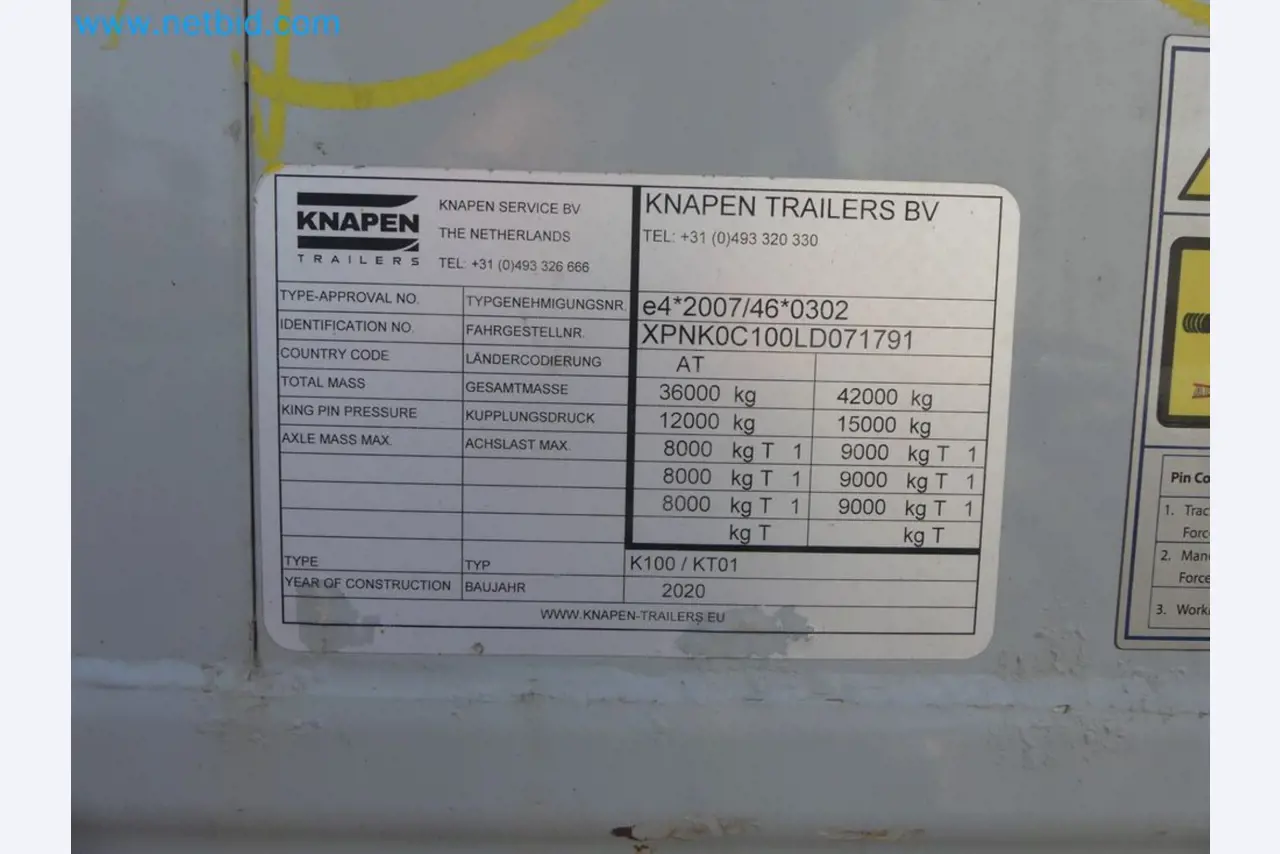 www.netbid.com
KNAPEN
TRAILERS
KNAPEN SERVICE BV
THE NETHERLANDS
TEL: +31 (0)493 326 666
KNAPEN TRAILERS BV
TEL: +31 (0)493 320 330
TYPE-APPROVAL NO. TYPGENEHMIGUNGSNR. e4*2007/46*0302
IDENTIFICATION NO. FAHRGESTELLNR. XPNK0C100LD071791
COUNTRY CODE LÄNDERCODIERUNG AT
TOTAL MASS GESAMTMASSE 36000 kg 42000 kg
KING PIN PRESSURE KUPPLUNGSDRUCK 12000 kg 15000 kg
AXLE MASS MAX. ACHSLAST MAX. 8000 kg T 1 9000 kg T 1
8000 kg T 1 9000 kg T 1
8000 kg T 1 9000 kg T 1
kg T kg T
TYPE TYP K100 / KT01
YEAR OF CONSTRUCTION BAUJAHR 2020
WWW.KNAPEN-TRAILERS.EU
Pin Co
1. Trac
Force
2. Man
Force
3. Worki